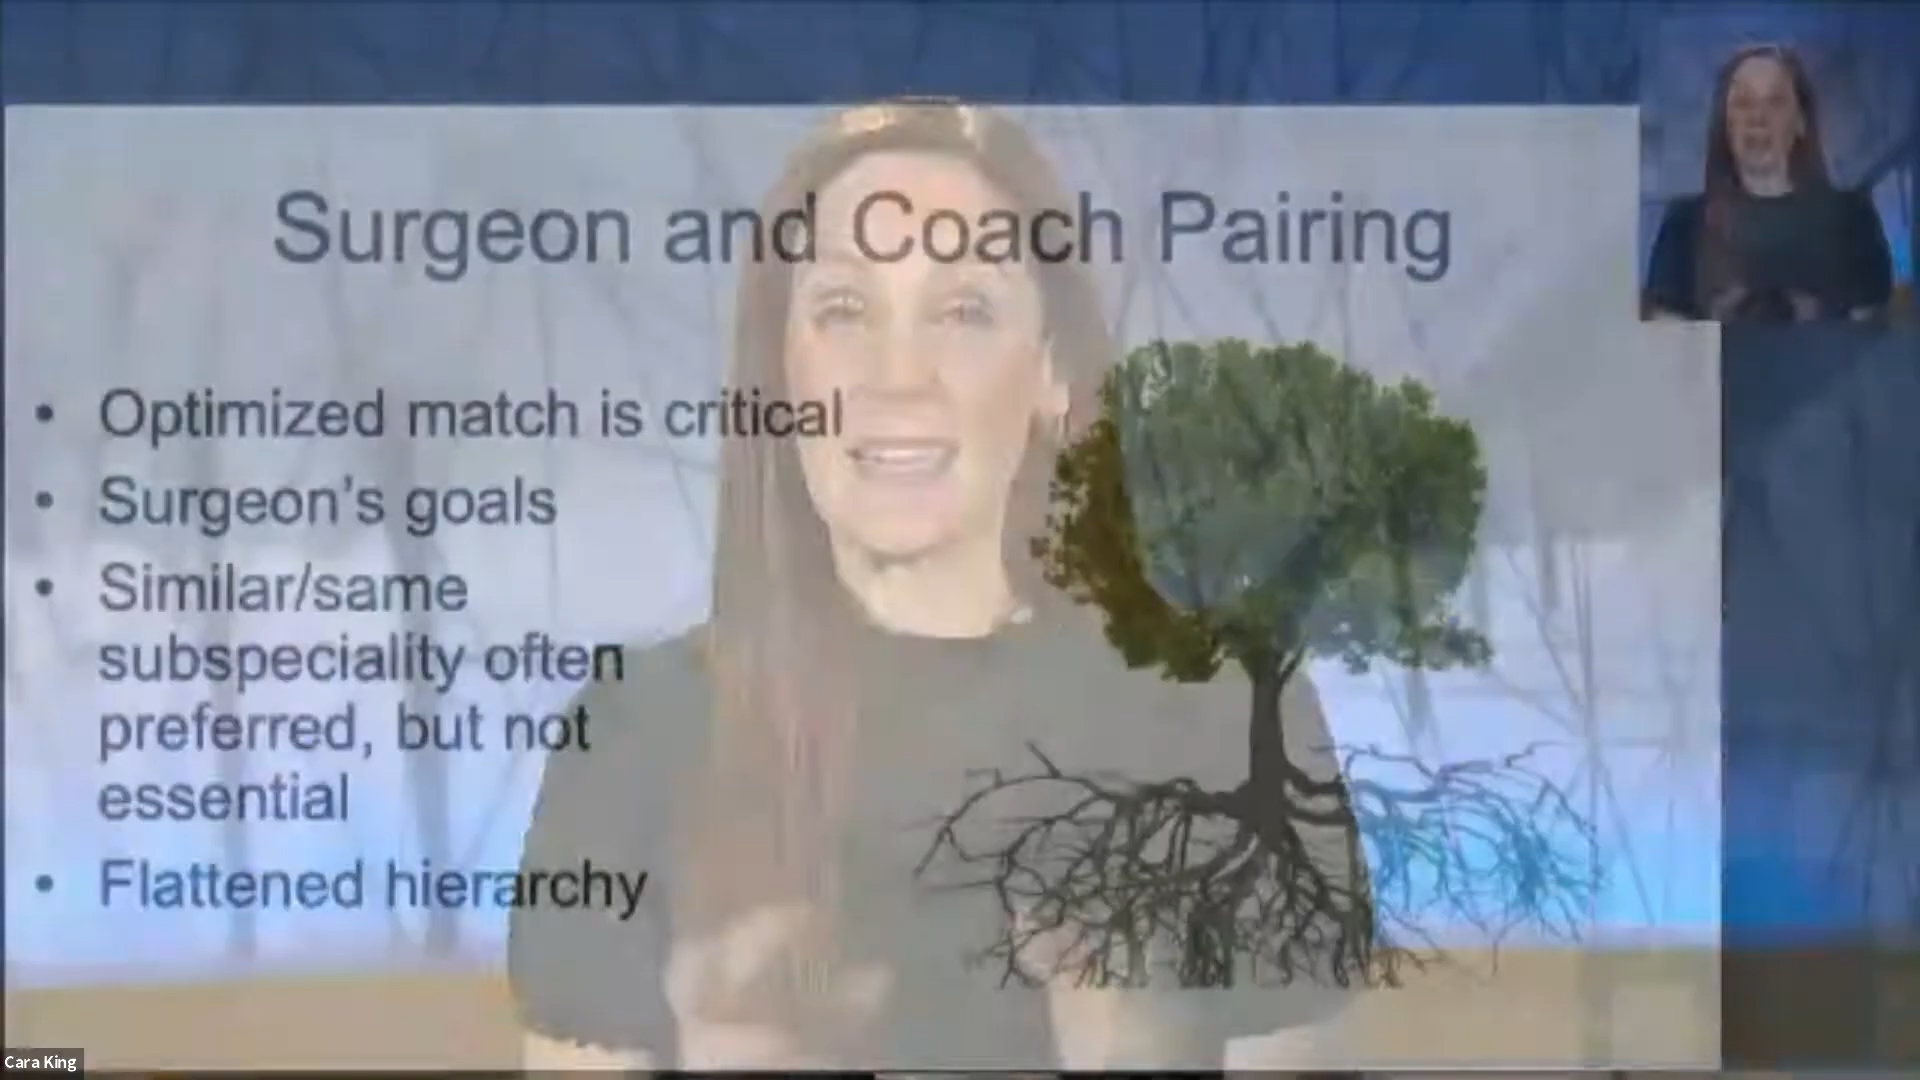 Surgeon and Coach Pairing
• Optimized match is critical
• Surgeon's goals
• Similar/same
subspeciality often
preferred, but not
essential
• Flattened hierarchy
Cara King